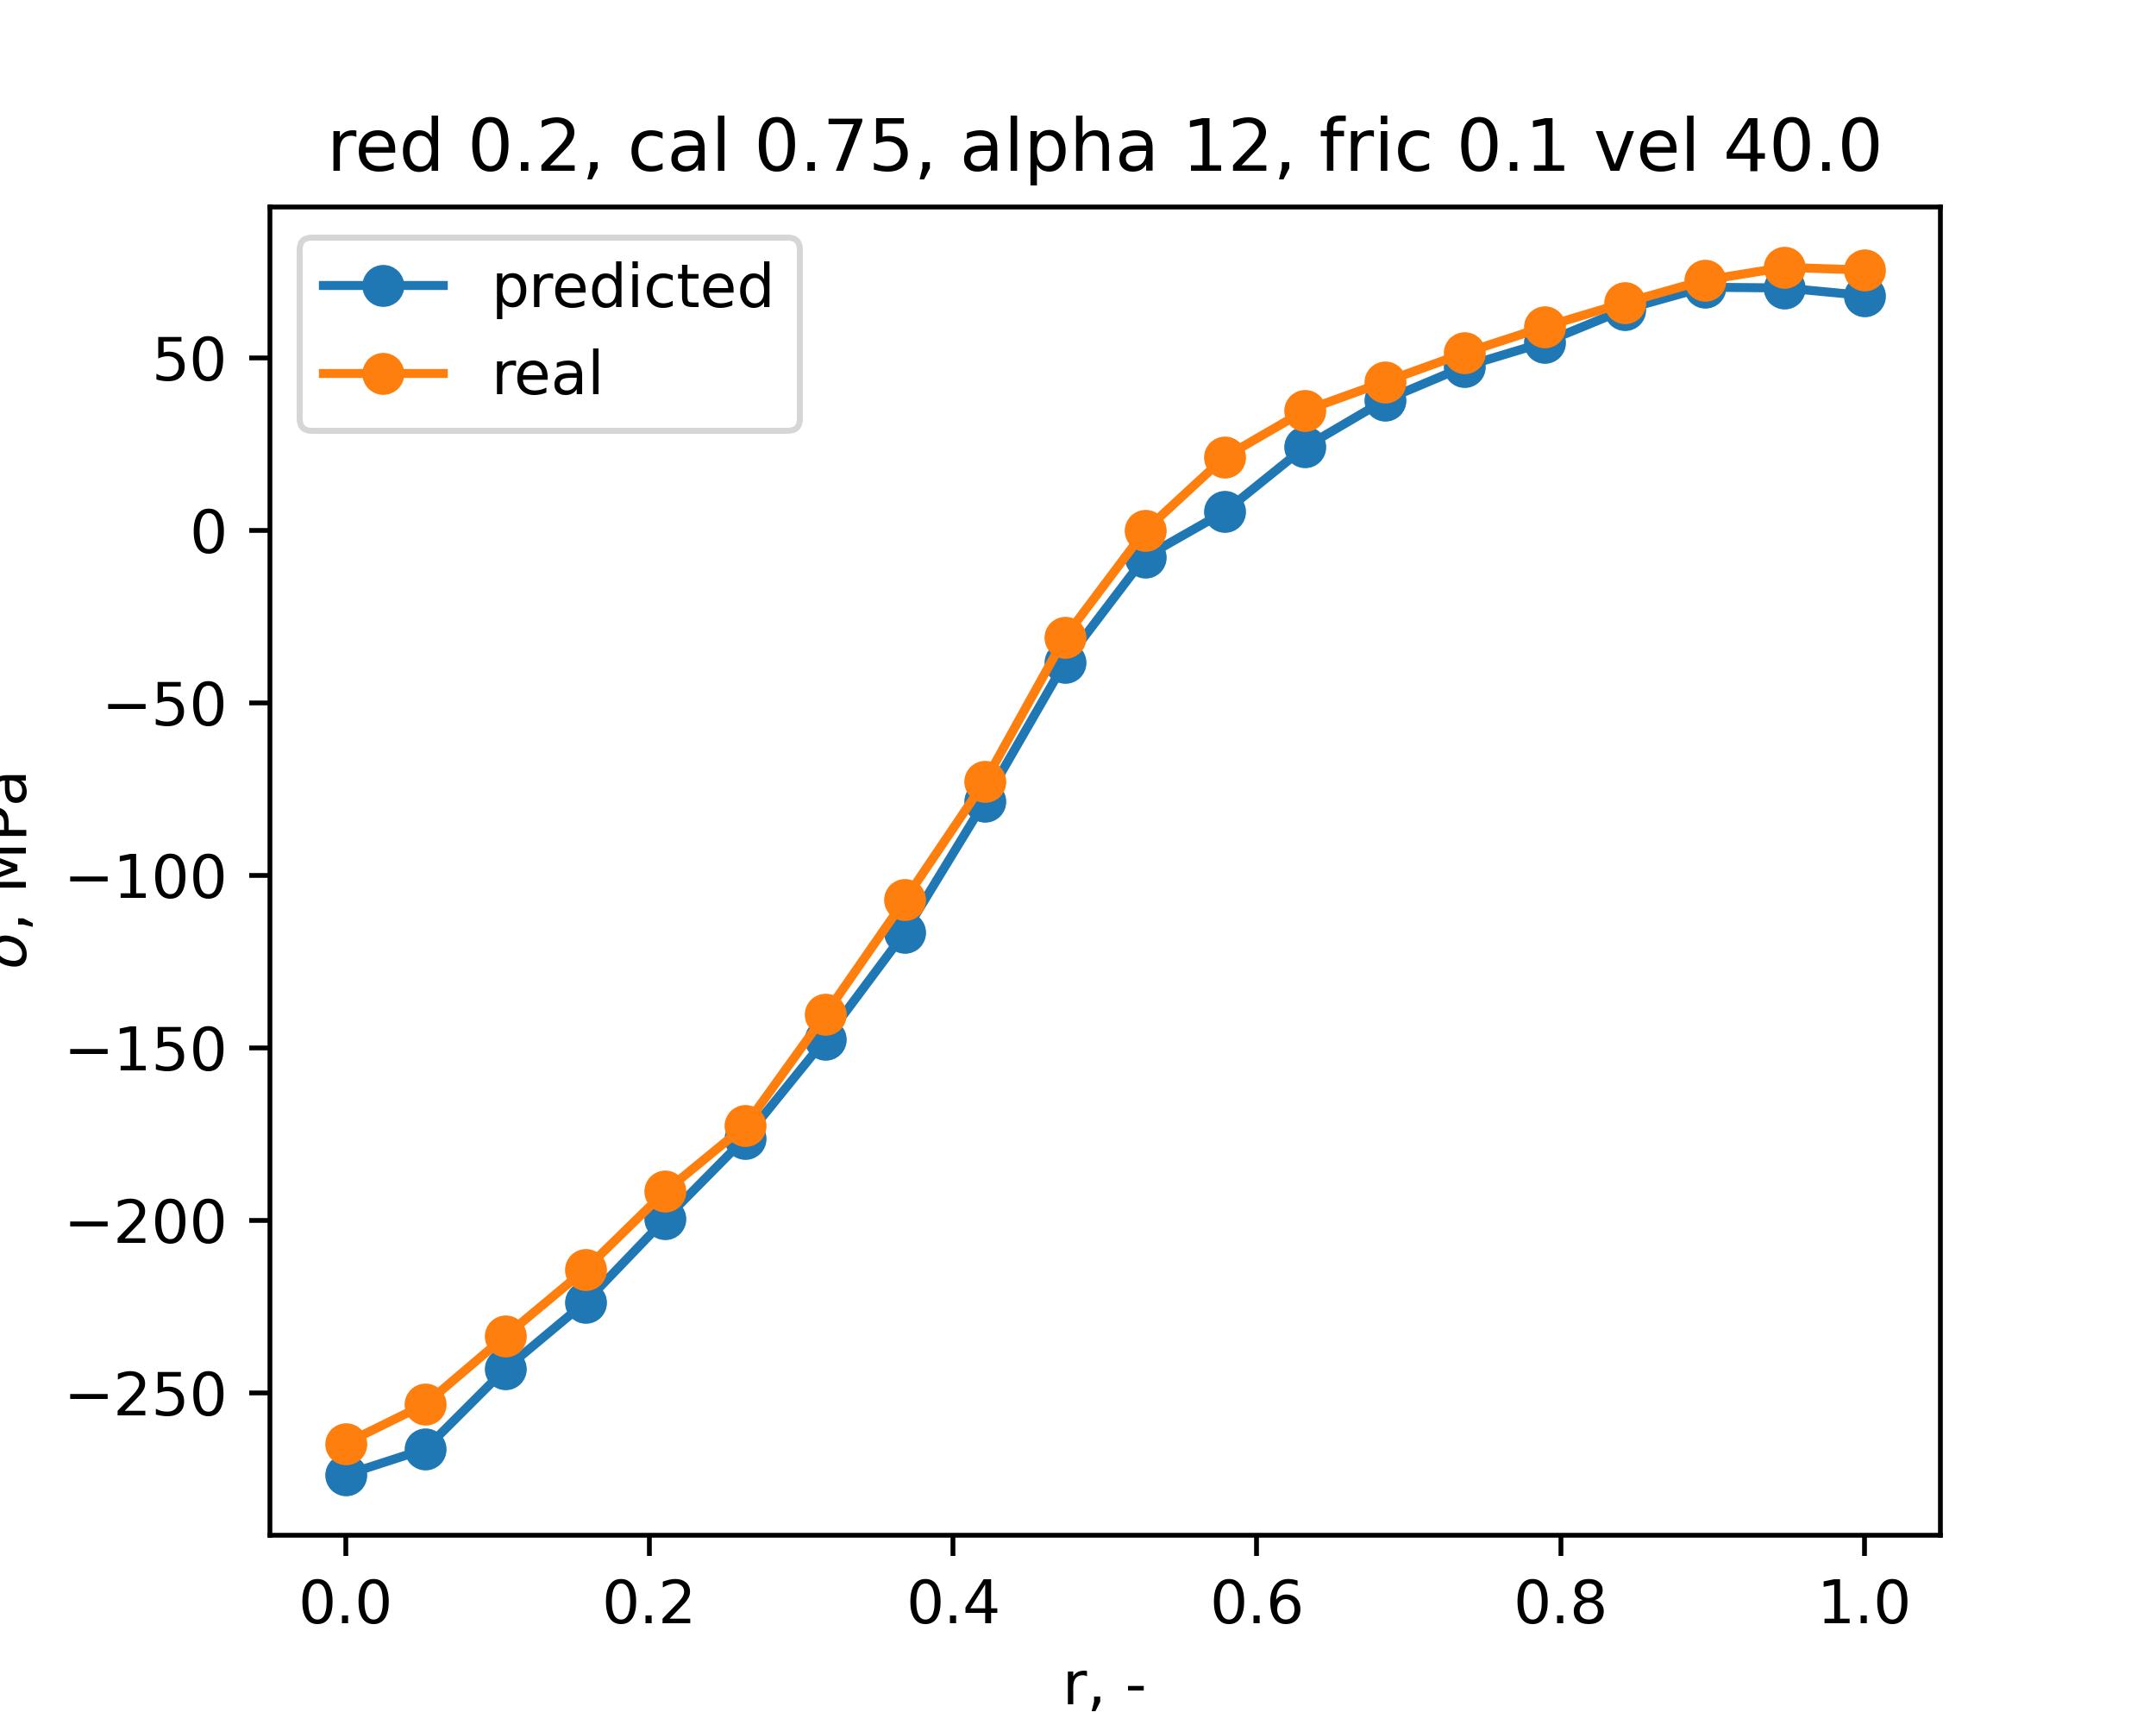 red 0.2, cal 0.75, alpha 12, fric 0.1 vel 40.0
predicted
real
50
0
−50
−100
−150
−200
−250
σ, MPa
0.0 0.2 0.4 0.6 0.8 1.0
r, -